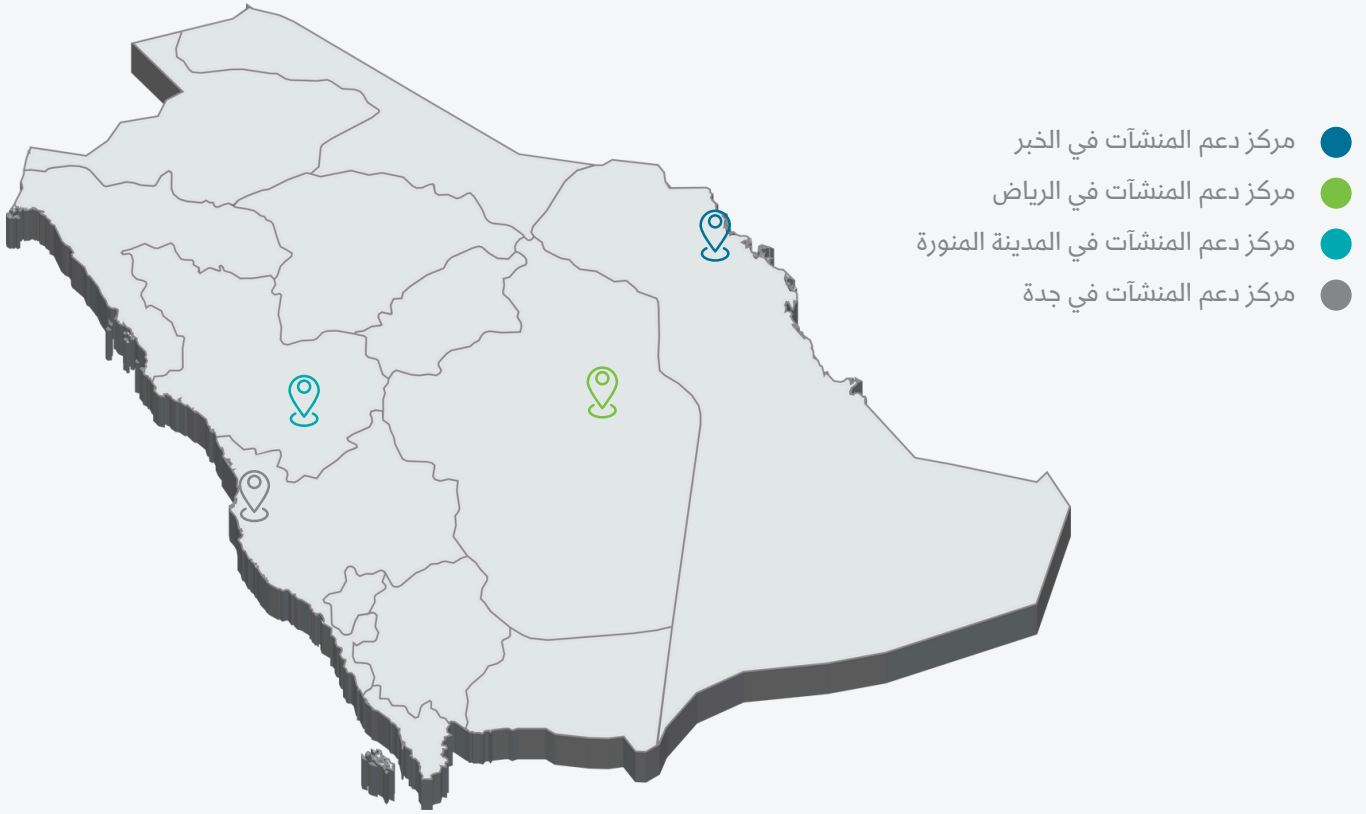 مركز دعم المنشآت في الخبر
مركز دعم المنشآت في الرياض
مركز دعم المنشآت في المدينة المنورة
مركز دعم المنشآت في جدة